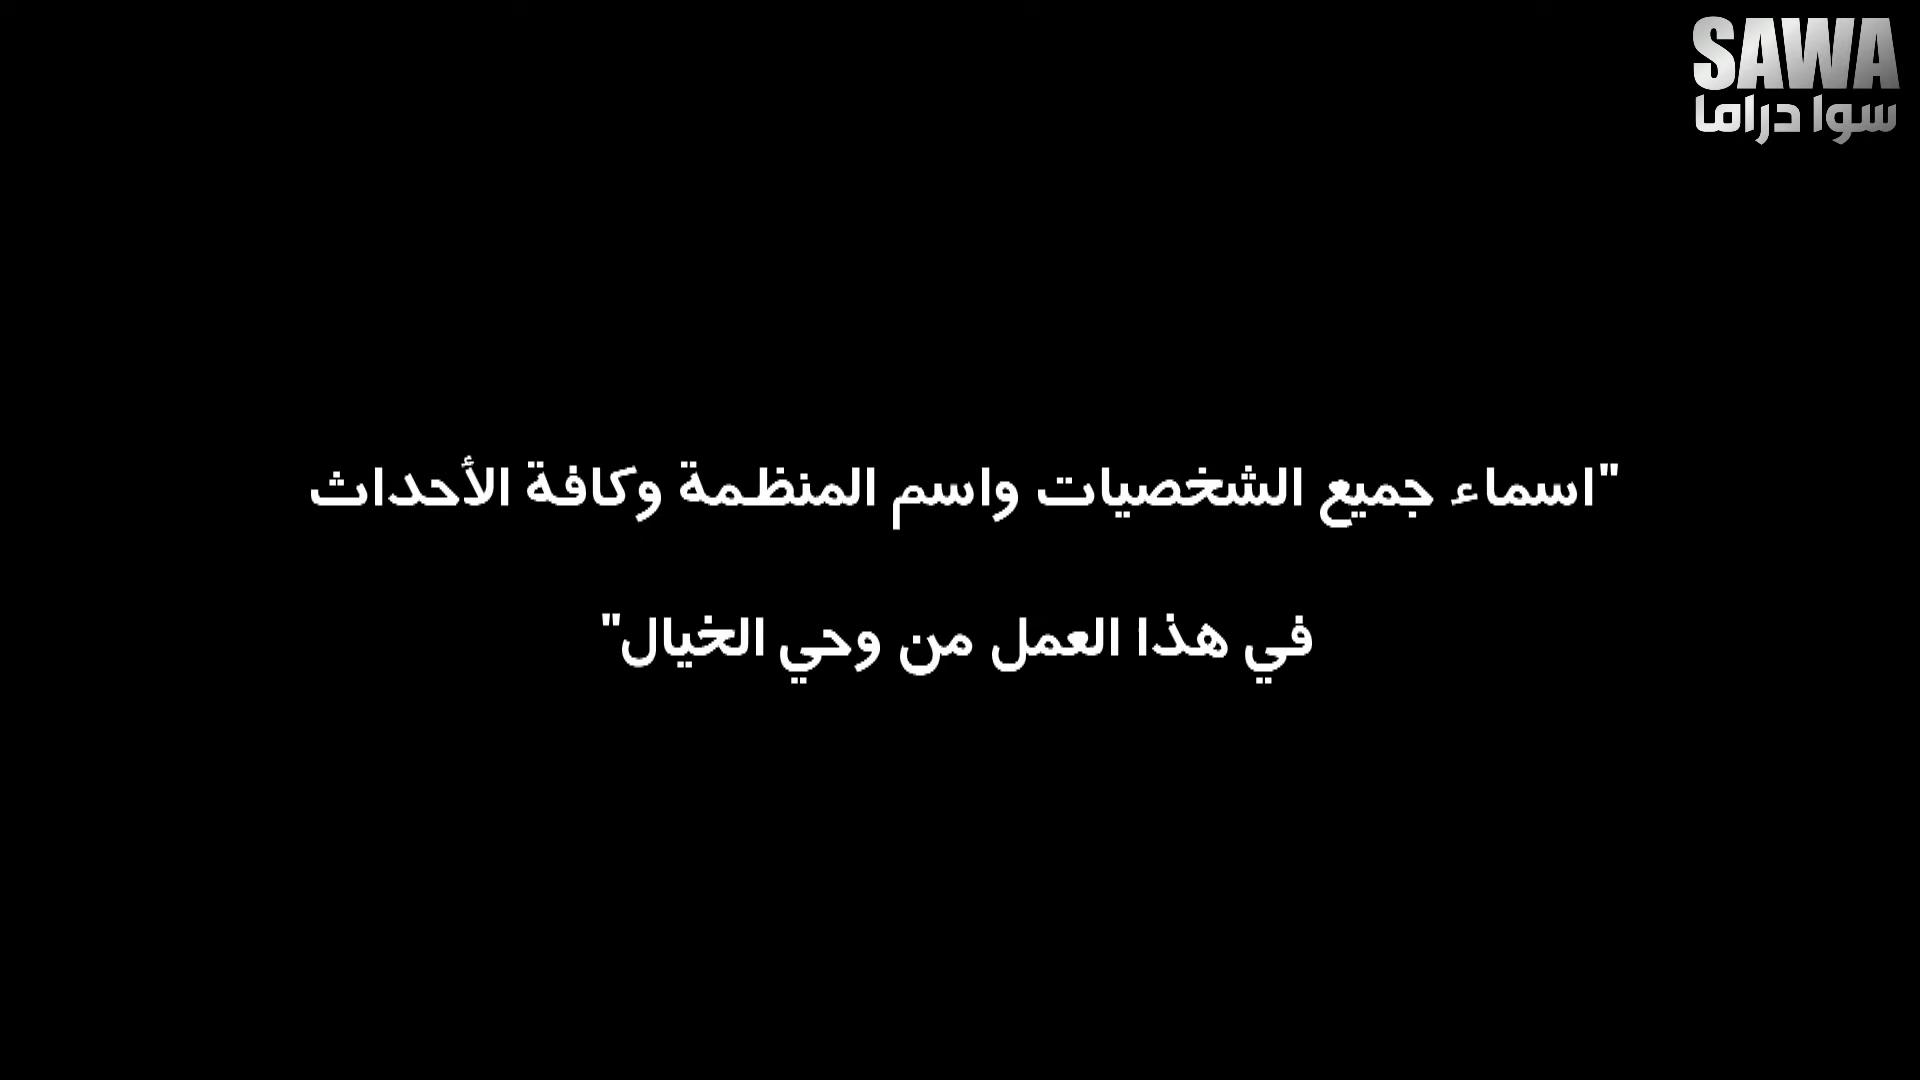 SAWA
سوا دراما
"اسماء جميع الشخصيات واسم المنظمة وكافة الأحداث
في هذا العمل من وحي الخيال"